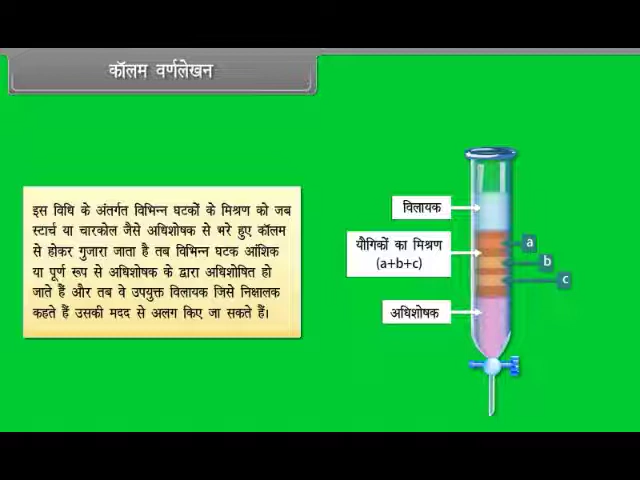 कॉलम वर्णलेखन
इस विधि के अंतर्गत विभिन्न घटकों के मिश्रण को जब
स्टार्च या चारकोल जैसे अधिशोषक से भरे हुए कॉलम
से होकर गुजारा जाता है तब विभिन्न घटक आंशिक
या पूर्ण रूप से अधिशोषक के द्वारा अधिशोषित हो
जाते हैं और तब वे उपयुक्त विलायक जिसे निक्षालक
कहते हैं उसकी मदद से अलग किए जा सकते हैं।
विलायक
यौगिकों का मिश्रण
(a+b+c)
अधिशोषक
a
b
c